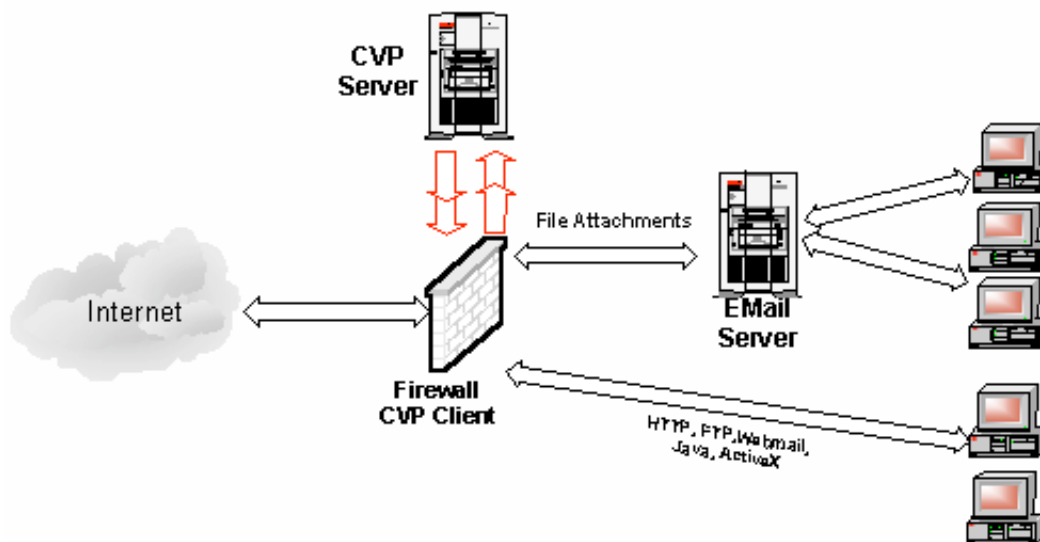 CVP
Server
File Attachments
Internet
EMail
Server
Firewall
CVP Client
HTTP, FTP,Webmail,
Java, ActiveX